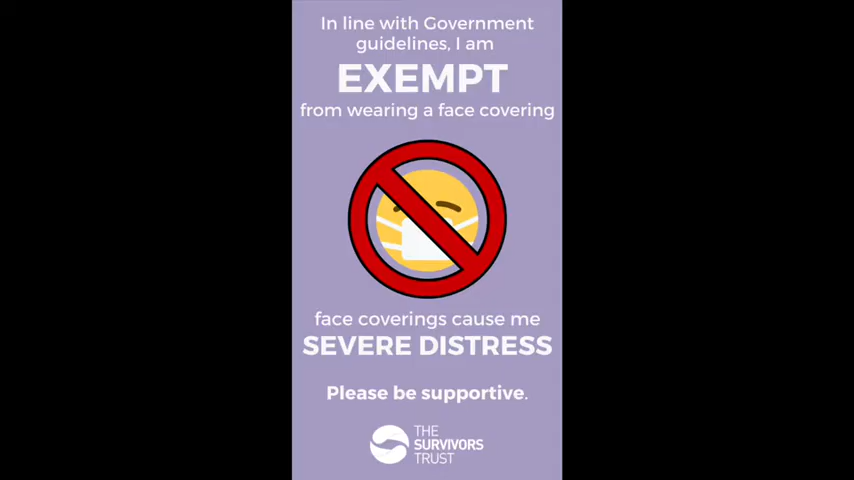 In line with Government
guidelines, I am
EXEMPT
from wearing a face covering
face coverings cause me
SEVERE DISTRESS
Please be supportive.
THE
SURVIVORS
TRUST